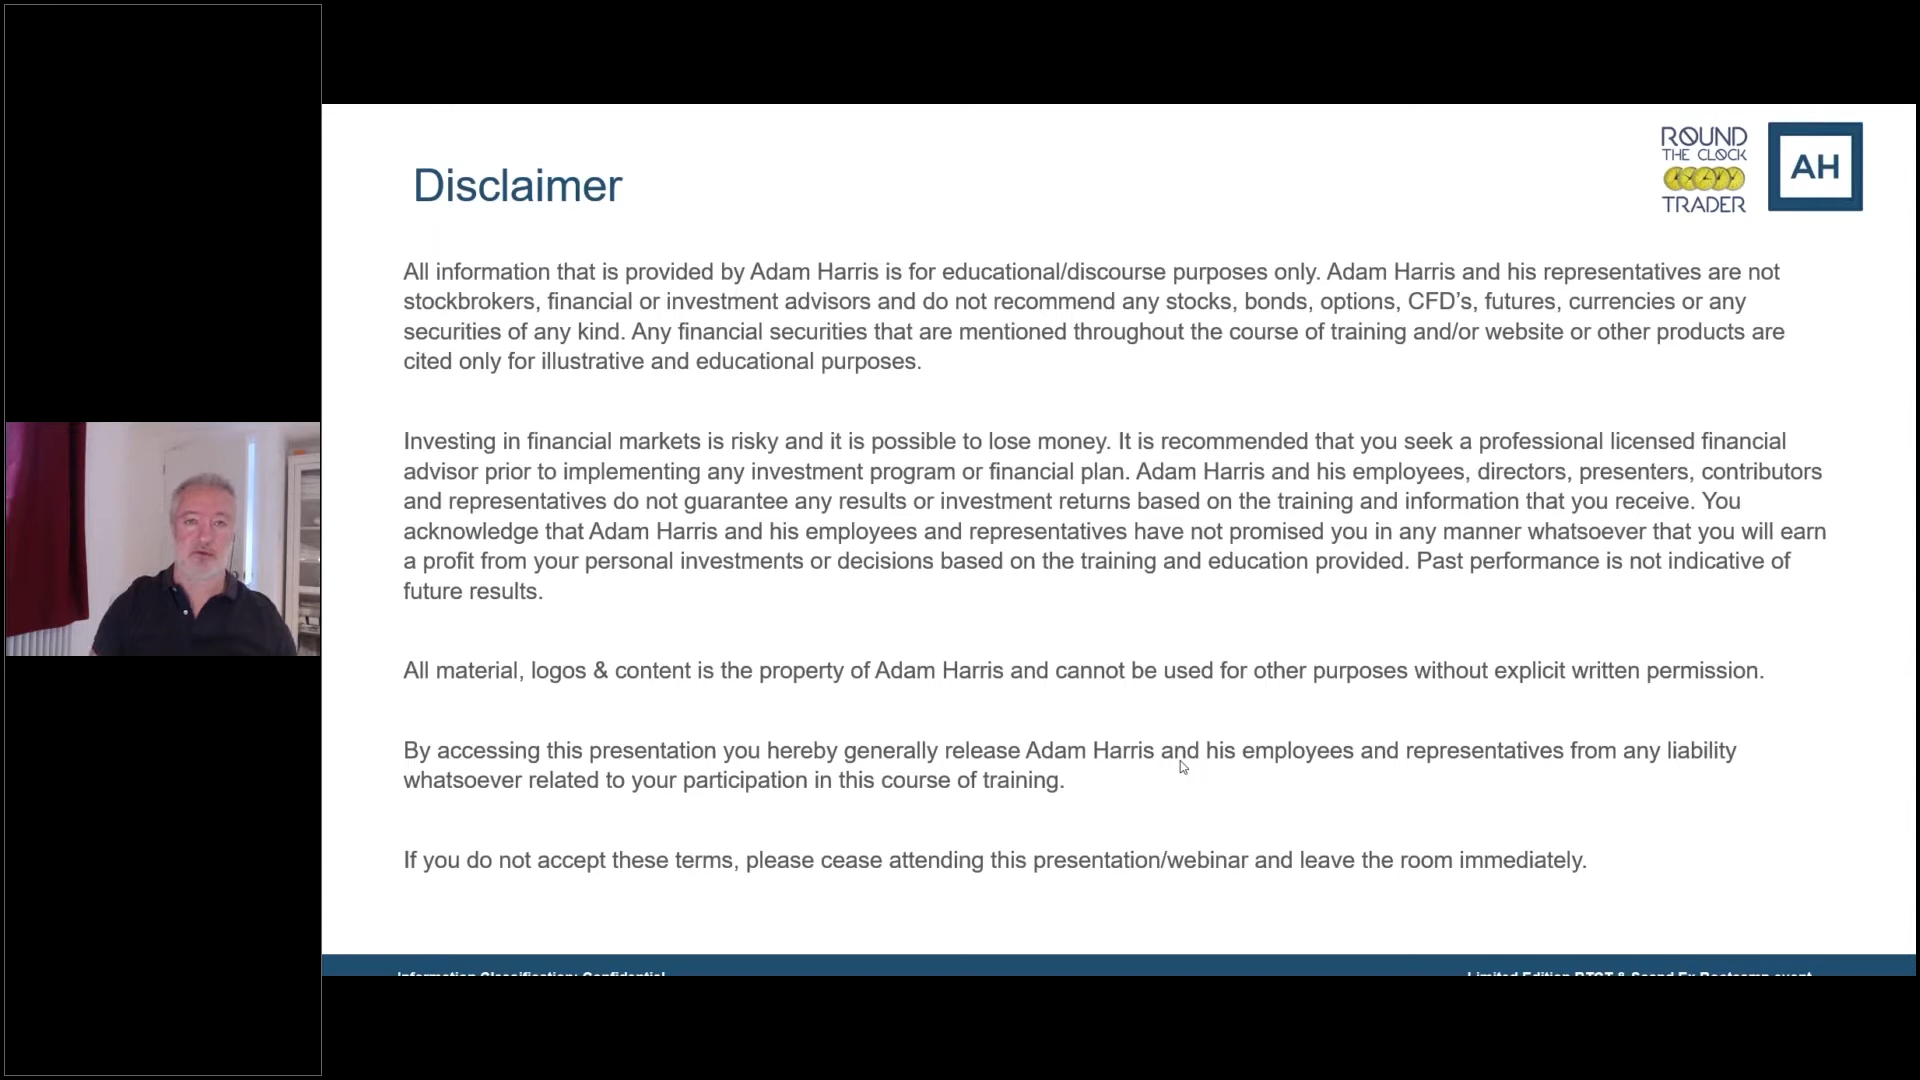 ROUND
THE CLOCK
TRADER
AH
Disclaimer
All information that is provided by Adam Harris is for educational/discourse purposes only. Adam Harris and his representatives are not
stockbrokers, financial or investment advisors and do not recommend any stocks, bonds, options, CFD’s, futures, currencies or any
securities of any kind. Any financial securities that are mentioned throughout the course of training and/or website or other products are
cited only for illustrative and educational purposes.
Investing in financial markets is risky and it is possible to lose money. It is recommended that you seek a professional licensed financial
advisor prior to implementing any investment program or financial plan. Adam Harris and his employees, directors, presenters, contributors
and representatives do not guarantee any results or investment returns based on the training and information that you receive. You
acknowledge that Adam Harris and his employees and representatives have not promised you in any manner whatsoever that you will earn
a profit from your personal investments or decisions based on the training and education provided. Past performance is not indicative of
future results.
All material, logos & content is the property of Adam Harris and cannot be used for other purposes without explicit written permission.
By accessing this presentation you hereby generally release Adam Harris and his employees and representatives from any liability
whatsoever related to your participation in this course of training.
If you do not accept these terms, please cease attending this presentation/webinar and leave the room immediately.
Information Classification: Confidential
Limited Edition